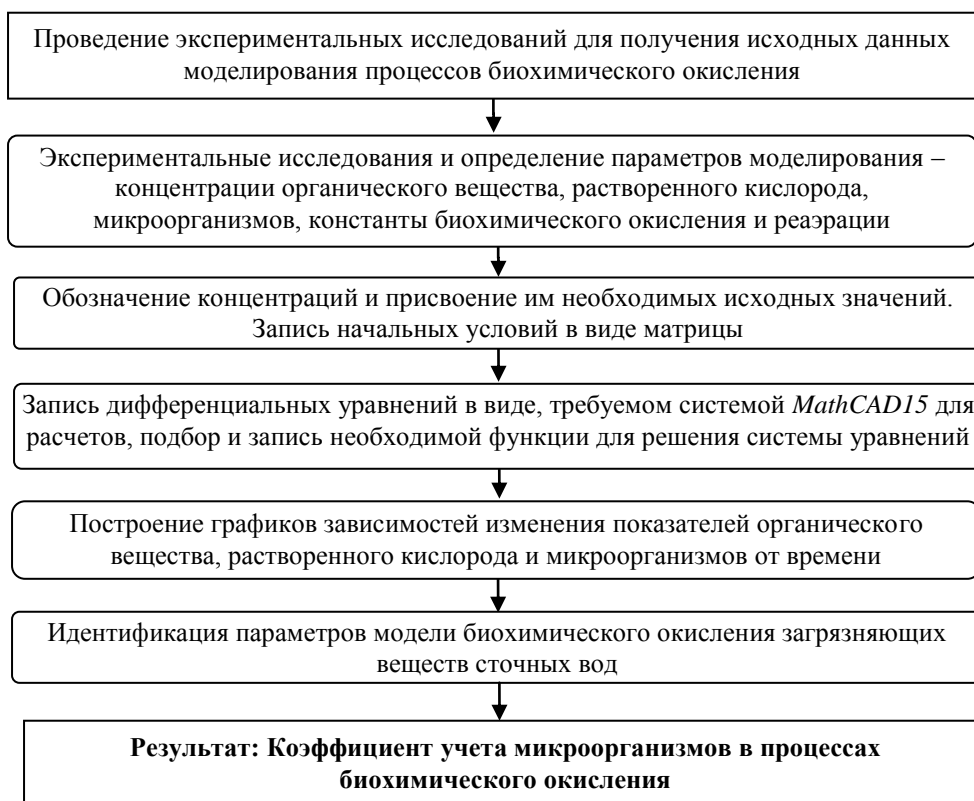 Проведение экспериментальных исследований для получения исходных данных
моделирования процессов биохимического окисления
Экспериментальные исследования и определение параметров моделирования –
концентрации органического вещества, растворенного кислорода,
микроорганизмов, константы биохимического окисления и реаэрации
Обозначение концентраций и присвоение им необходимых исходных значений.
Запись начальных условий в виде матрицы
Запись дифференциальных уравнений в виде, требуемом системой MathCAD15 для
расчетов, подбор и запись необходимой функции для решения системы уравнений
Построение графиков зависимостей изменения показателей органического
вещества, растворенного кислорода и микроорганизмов от времени
Идентификация параметров модели биохимического окисления загрязняющих
веществ сточных вод
Результат: Коэффициент учета микроорганизмов в процессах
биохимического окисления